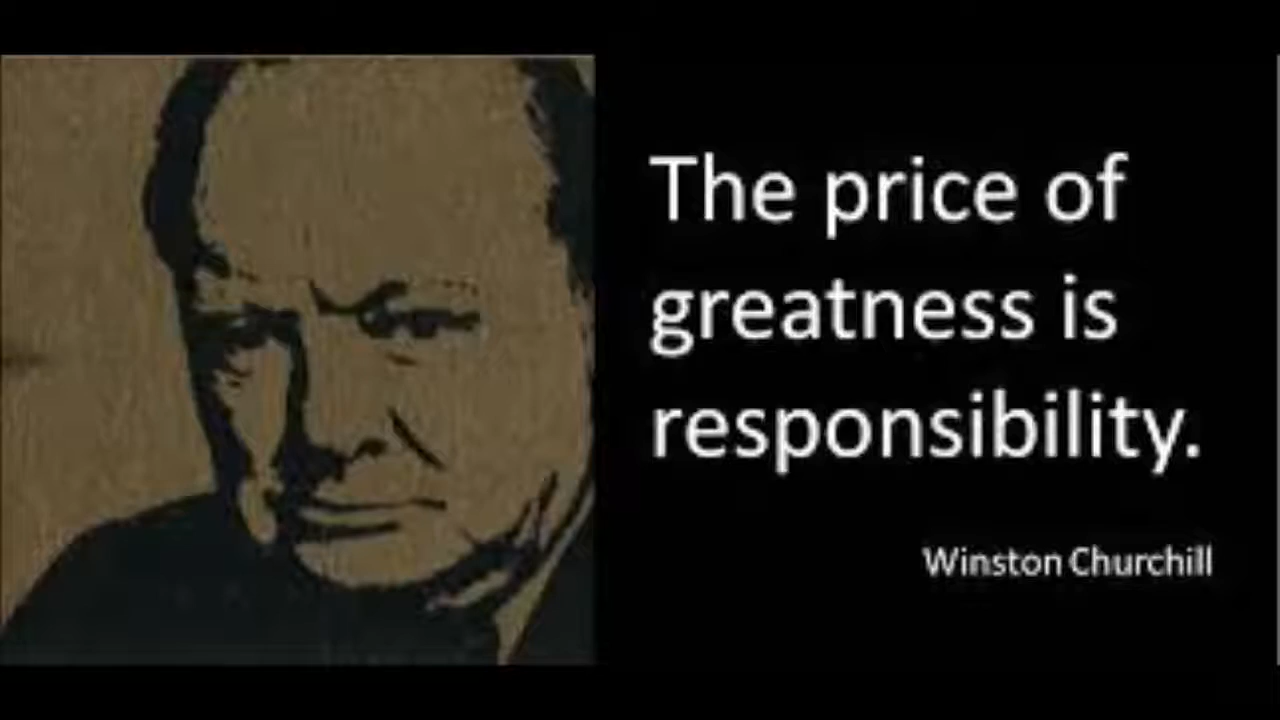 The price of
greatness is
responsibility.
Winston Churchill